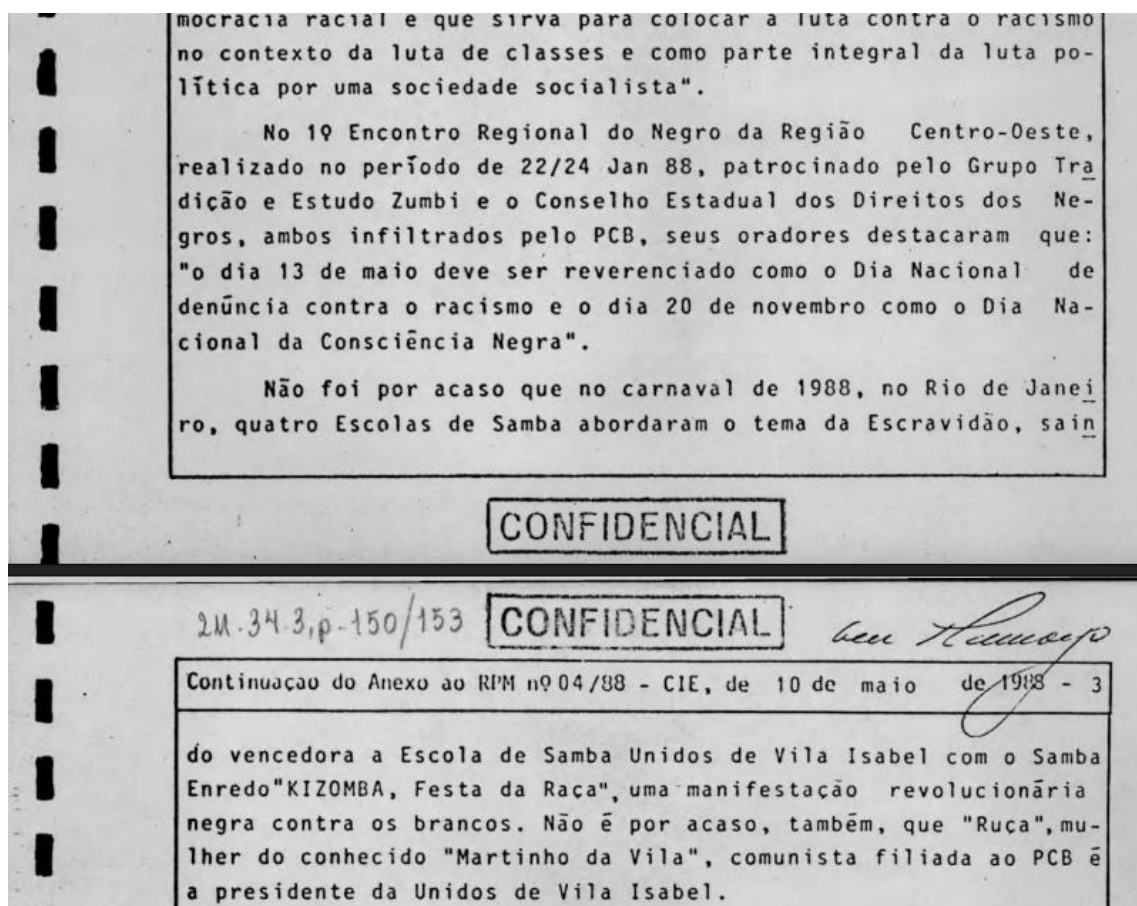 mocracia racial e que sirva para colocar a luta contra o racismo
no contexto da luta de classes e como parte integral da luta po-
lítica por uma sociedade socialista".
No 1º Encontro Regional do Negro da Região Centro-Oeste,
realizado no período de 22/24 Jan 88, patrocinado pelo Grupo Tra
dição e Estudo Zumbi e o Conselho Estadual dos Direitos dos Ne-
gros, ambos infiltrados pelo PCB, seus oradores destacaram que:
"o dia 13 de maio deve ser reverenciado como o Dia Nacional de
denúncia contra o racismo e o dia 20 de novembro como o Dia Na-
cional da Consciência Negra".
Não foi por acaso que no carnaval de 1988, no Rio de Janei
ro, quatro Escolas de Samba abordaram o tema da Escravidão, sain
CONFIDENCIAL
2M.34.3,p-150/153 CONFIDENCIAL
Continuação do Anexo ao RPM nº 04/88 - CIE, de 10 de maio de 1988 - 3
do vencedora a Escola de Samba Unidos de Vila Isabel com o Samba
Enredo"KIZOMBA, Festa da Raça", uma manifestação revolucionária
negra contra os brancos. Não é por acaso, também, que "Ruça", mu-
lher do conhecido "Martinho da Vila", comunista filiada ao PCB é
a presidente da Unidos de Vila Isabel.